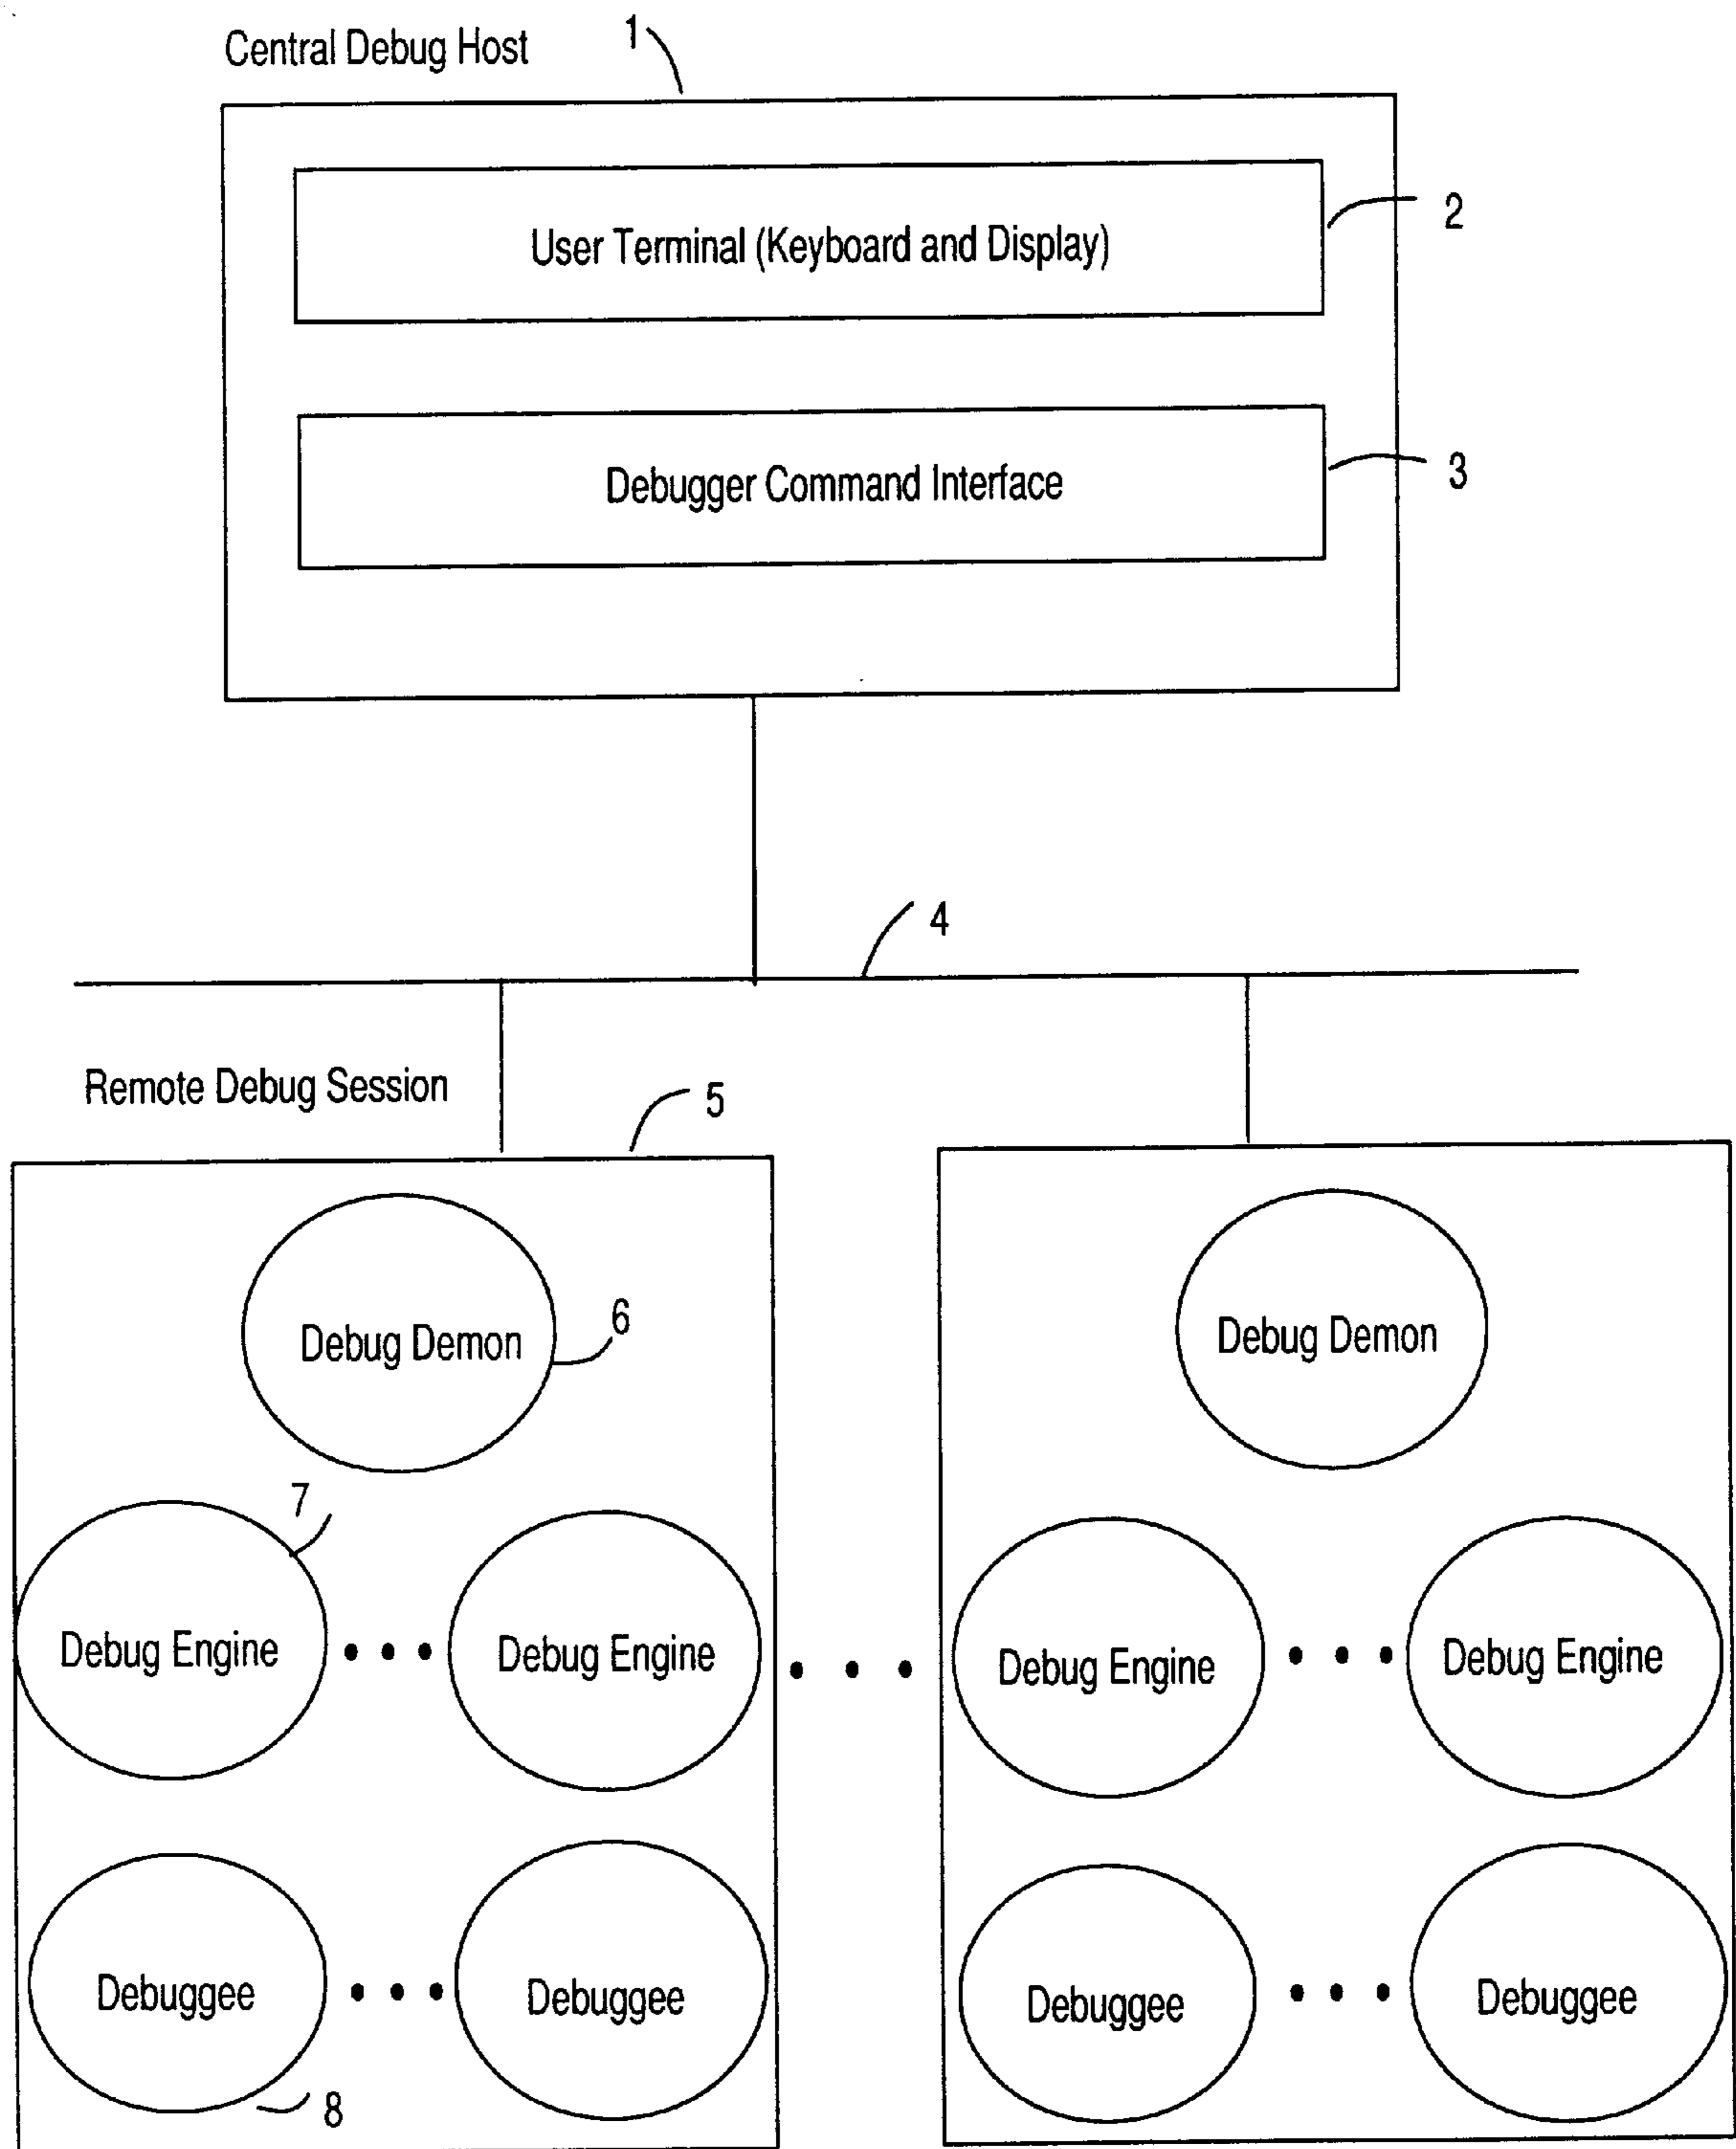 Central Debug Host
1
User Terminal (Keyboard and Display)
2
Debugger Command Interface
3
4
Remote Debug Session
5
Debug Demon
6
Debug Demon
7
Debug Engine
Debug Engine
Debug Engine
Debug Engine
Debuggee
Debuggee
Debuggee
Debuggee
8